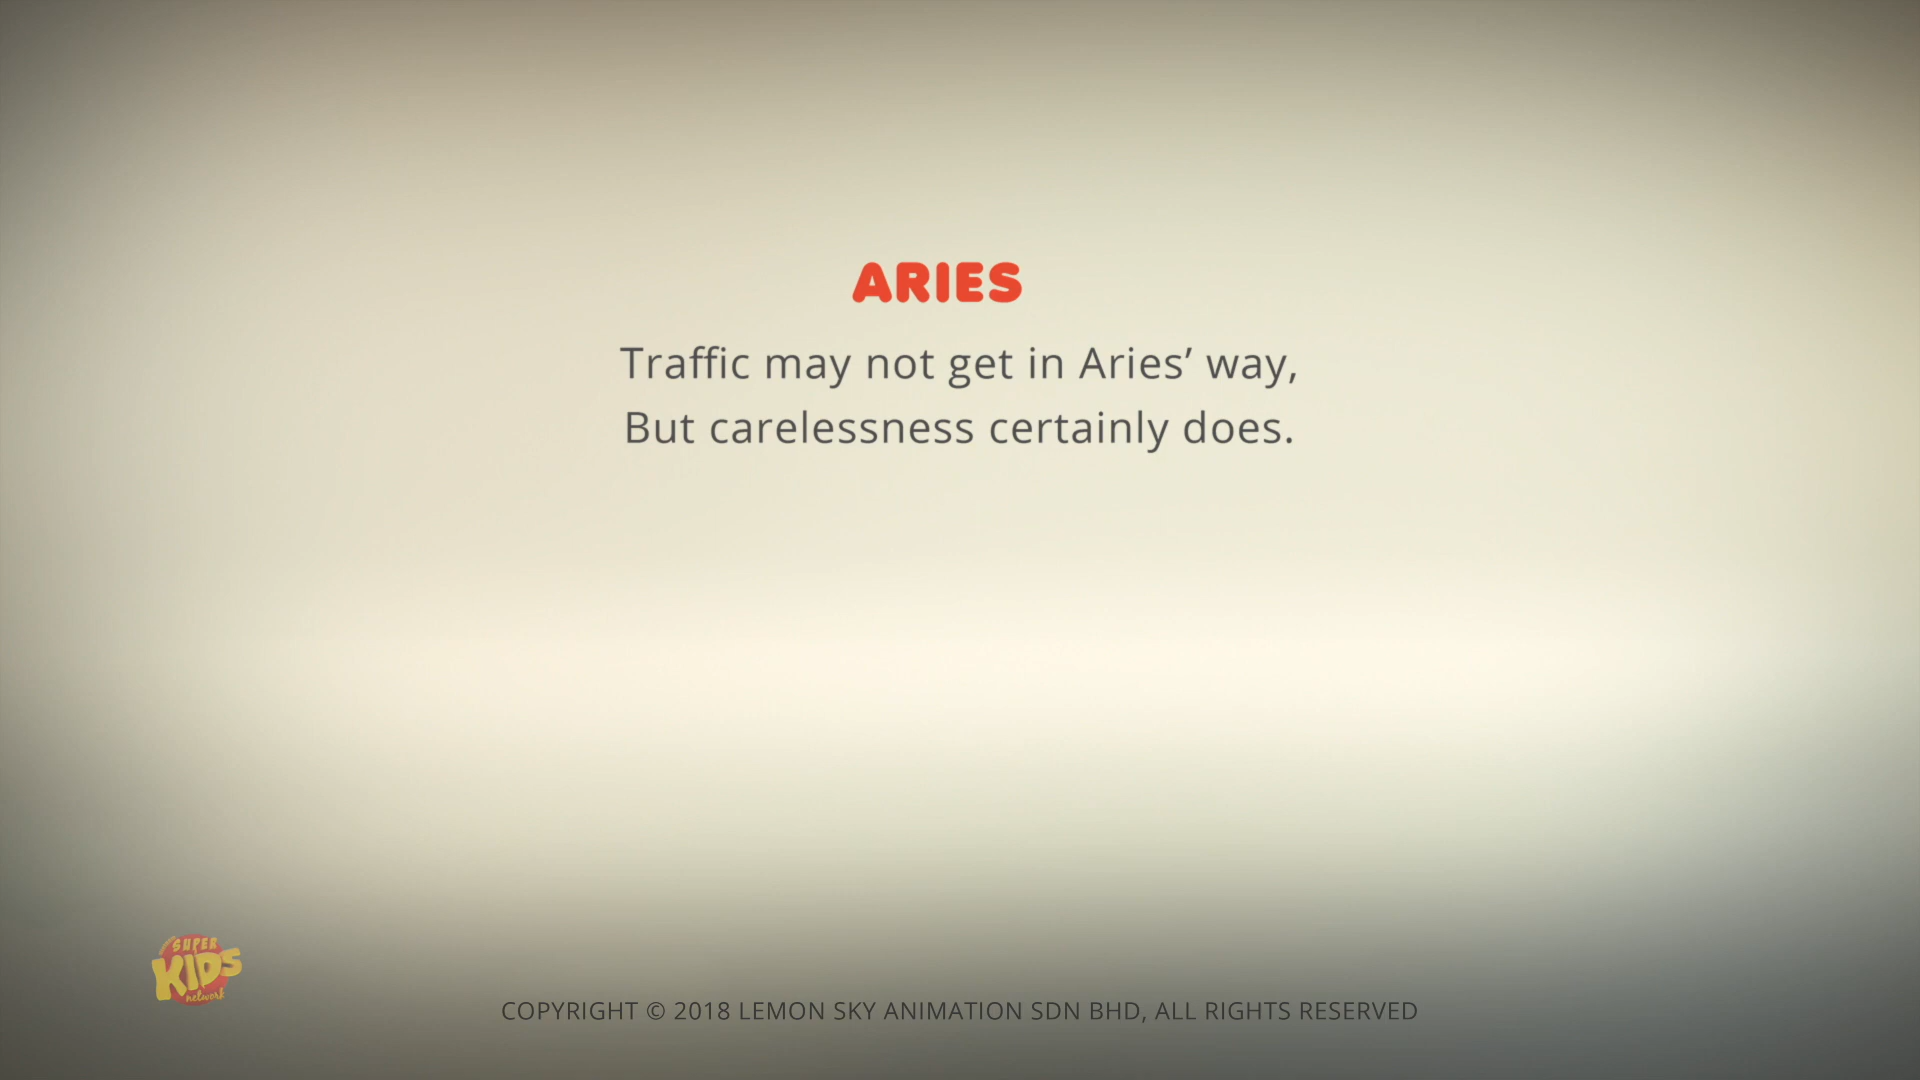 ARIES
Traffic may not get in Aries’ way,
But carelessness certainly does.
SUPER
KIDS
network
COPYRIGHT © 2018 LEMON SKY ANIMATION SDN BHD, ALL RIGHTS RESERVED